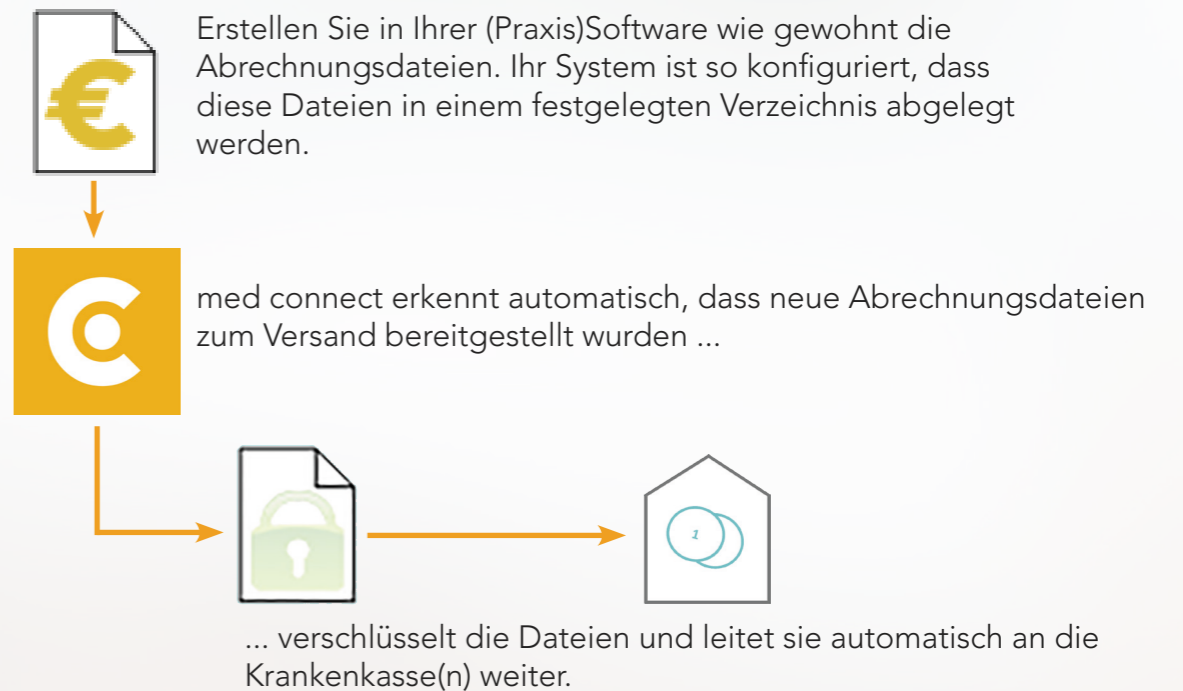 Erstellen Sie in Ihrer (Praxis)Software wie gewohnt die
Abrechnungsdateien. Ihr System ist so konfiguriert, dass
diese Dateien in einem festgelegten Verzeichnis abgelegt
werden.
€
med connect erkennt automatisch, dass neue Abrechnungsdateien
zum Versand bereitgestellt wurden ...
1
... verschlüsselt die Dateien und leitet sie automatisch an die
Krankenkasse(n) weiter.